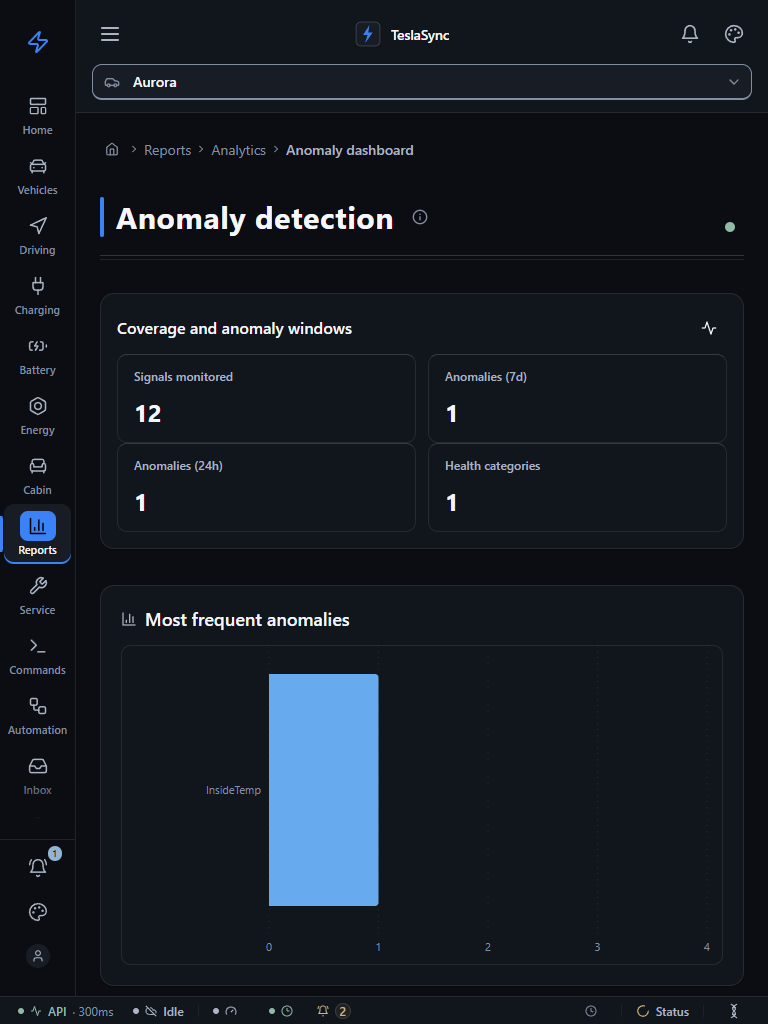 TeslaSync
Aurora
Home
Vehicles
Driving
Charging
Battery
Energy
Cabin
Reports
Service
Commands
Automation
Inbox
1
Reports > Analytics > Anomaly dashboard
Anomaly detection
Coverage and anomaly windows
Signals monitored
12
Anomalies (7d)
1
Anomalies (24h)
1
Health categories
1
Most frequent anomalies
InsideTemp
0 1 2 3 4
API · 300ms Idle 2 Status